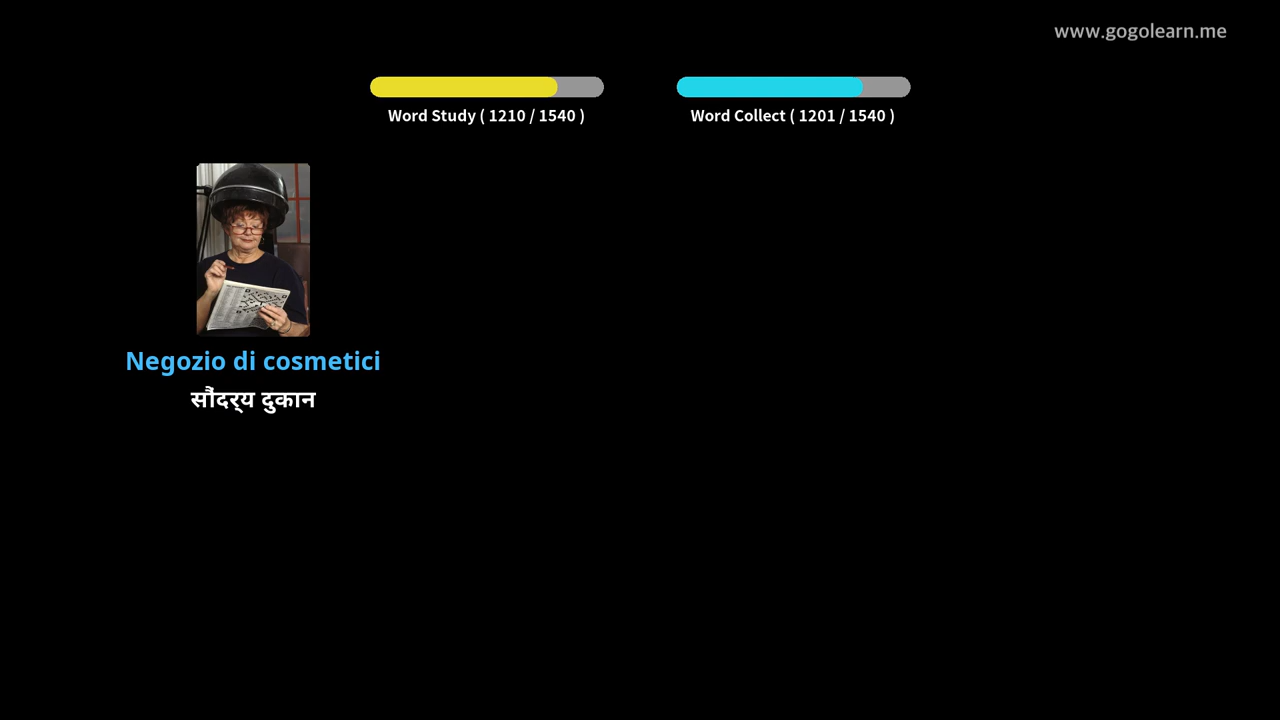 www.gogolearn.me
Word Study ( 1210 / 1540 )
Word Collect ( 1201 / 1540 )
Negozio di cosmetici
सौंदर्य दुकान